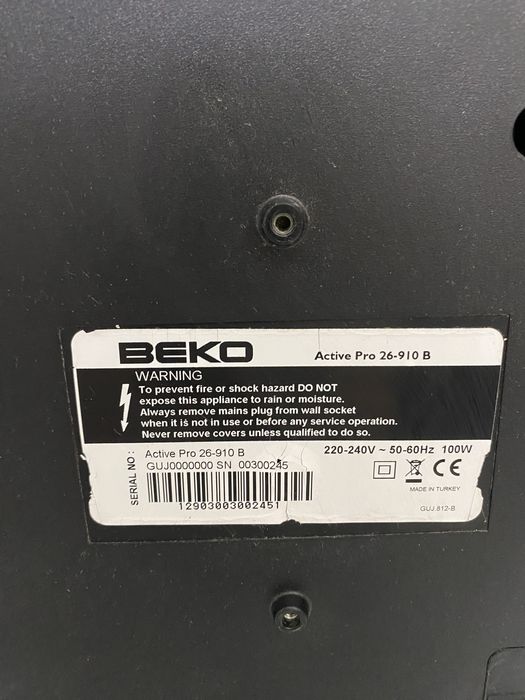 BEKO Active Pro 26-910 B
WARNING
To prevent fire or shock hazard DO NOT
expose this appliance to rain or moisture.
Always remove mains plug from wall socket
when it is not in use or before any service operation.
Never remove covers unless qualified to do so.
SERIAL NO :
Active Pro 26-910 B
GUJ0000000 SN 00300245
12903003002451
220-240V ~ 50-60Hz 100W
CE
MADE IN TURKEY
GUJ.812-B